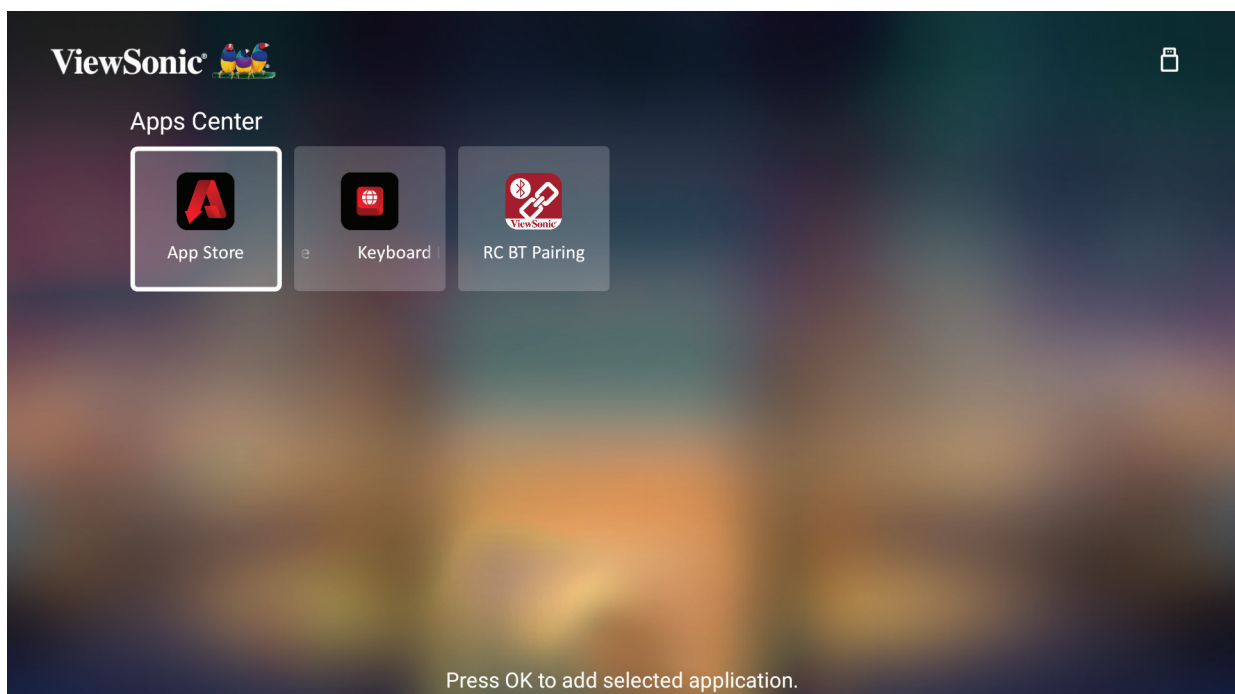 ViewSonic®
Apps Center
App Store
e Keyboard
RC BT Pairing
ViewSonic®
Press OK to add selected application.